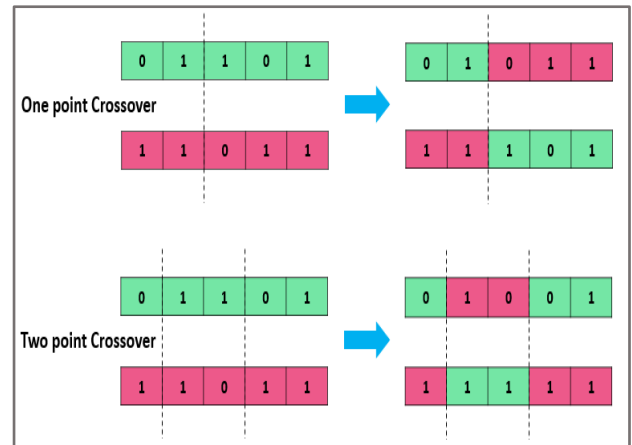 0 1 1 0 1 0 1 0 1 1
One point Crossover
1 1 0 1 1 1 1 1 0 1
0 1 1 0 1 0 1 0 0 1
Two point Crossover
1 1 0 1 1 1 1 1 1 1